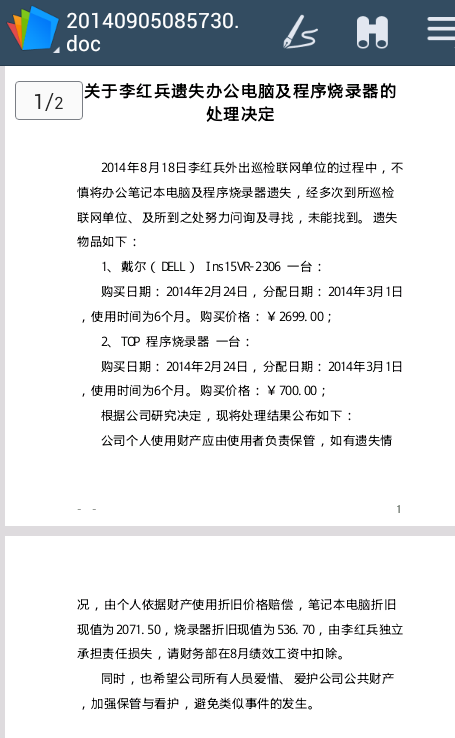 20140905085730.
doc
1/2
关于李红兵遗失办公电脑及程序烧录器的
处理决定
2014年8月18日李红兵外出巡检联网单位的过程中，不
慎将办公笔记本电脑及程序烧录器遗失，经多次到所巡检
联网单位、及所到之处努力问询及寻找，未能找到。遗失
物品如下：
1、戴尔（DELL） Ins15VR-2306 一台：
购买日期：2014年2月24日，分配日期：2014年3月1日
，使用时间为6个月。购买价格：￥2699.00；
2、TOP 程序烧录器 一台：
购买日期：2014年2月24日，分配日期：2014年3月1日
，使用时间为6个月。购买价格：￥700.00；
根据公司研究决定，现将处理结果公布如下：
公司个人使用财产应由使用者负责保管，如有遗失情
- - 1
况，由个人依据财产使用折旧价格赔偿，笔记本电脑折旧
现值为2071.50，烧录器折旧现值为536.70，由李红兵独立
承担责任损失，请财务部在8月绩效工资中扣除。
同时，也希望公司所有人员爱惜、爱护公司公共财产
，加强保管与看护，避免类似事件的发生。